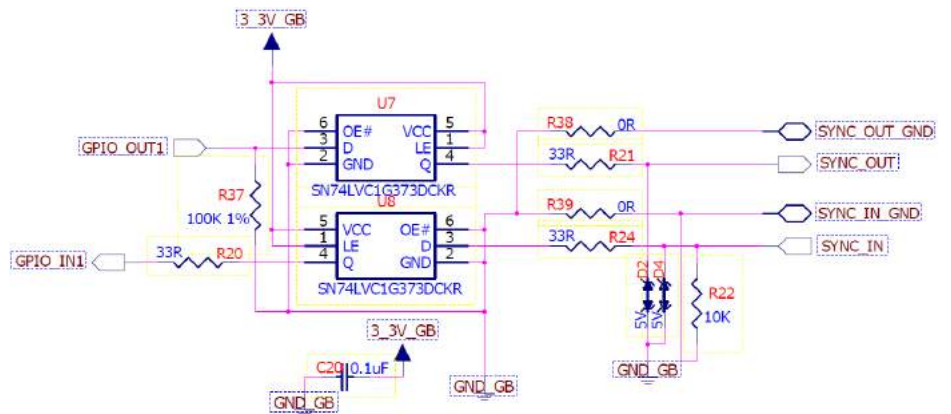 3_3V_GB
U7
6 OE# VCC 5
3 D LE 1
2 GND Q 4
SN74LVC1G373DCKR
GPIO_OUT1
R37
100K 1%
U8
5 VCC OE# 6
1 LE D 3
4 Q GND 2
SN74LVC1G373DCKR
GPIO_IN1
33R R20
R38 0R
SYNC_OUT_GND
33R R21
SYNC_OUT
R39 0R
SYNC_IN_GND
33R R24
SYNC_IN
D2
D4
5V
5V
R22
10K
GND_GB
3_3V_GB
C20 0.1uF
GND_GB
GND_GB